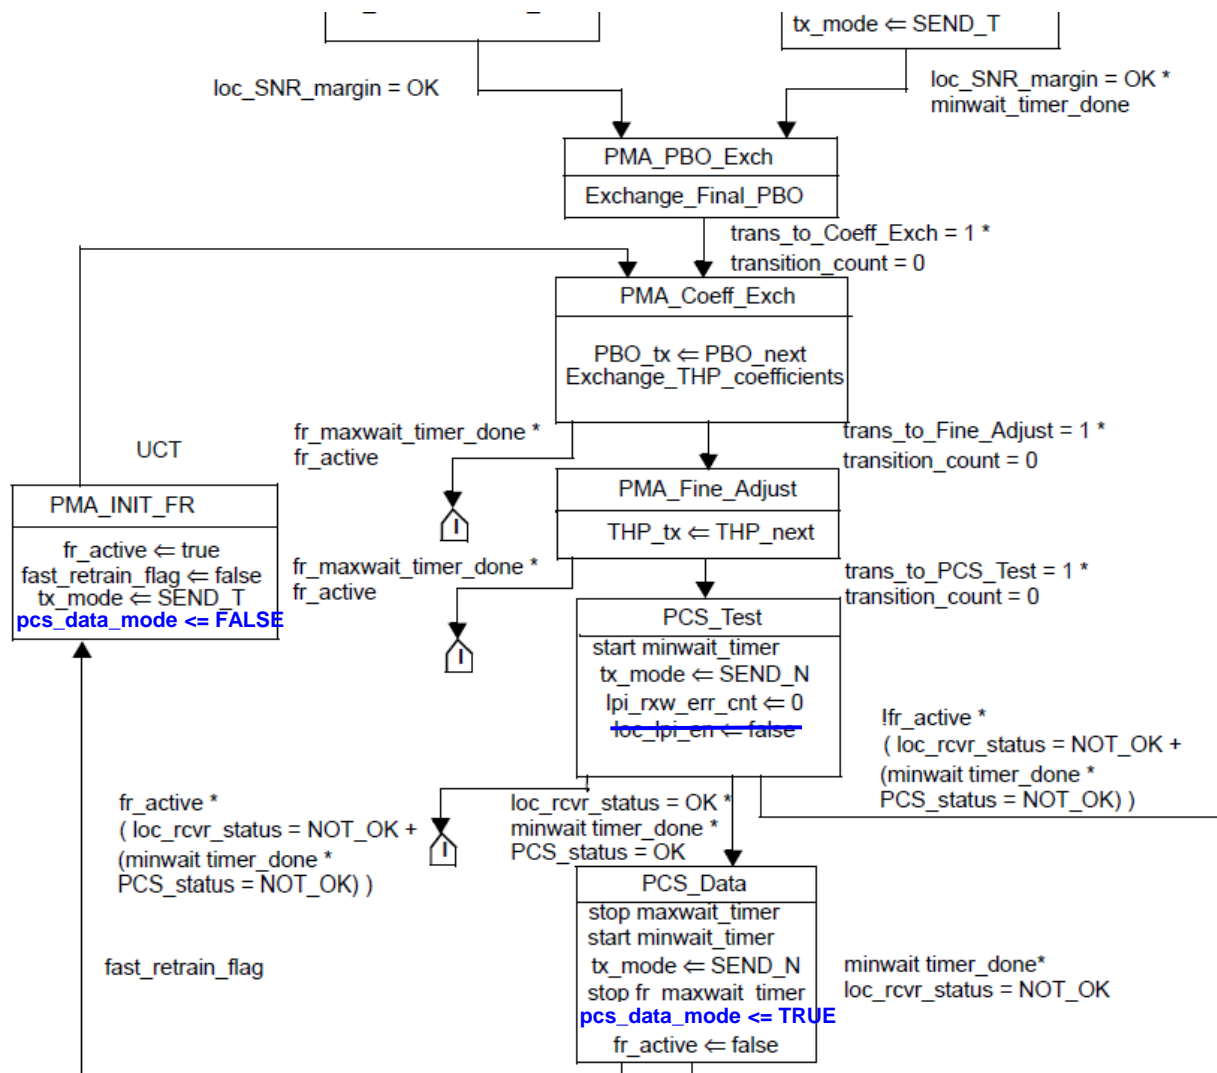 tx_mode ⇐ SEND_T
loc_SNR_margin = OK
loc_SNR_margin = OK *
minwait_timer_done
PMA_PBO_Exch
Exchange_Final_PBO
trans_to_Coeff_Exch = 1 *
transition_count = 0
PMA_Coeff_Exch
PBO_tx ⇐ PBO_next
Exchange_THP_coefficients
fr_maxwait_timer_done *
fr_active
trans_to_Fine_Adjust = 1 *
transition_count = 0
UCT
I
PMA_INIT_FR
fr_active ⇐ true
fast_retrain_flag ⇐ false
tx_mode ⇐ SEND_T
pcs_data_mode <= FALSE
PMA_Fine_Adjust
THP_tx ⇐ THP_next
fr_maxwait_timer_done *
fr_active
trans_to_PCS_Test = 1 *
transition_count = 0
I
PCS_Test
start minwait_timer
tx_mode ⇐ SEND_N
lpi_rxw_err_cnt ⇐ 0
loc_lpi_en ⇐ false
!fr_active *
( loc_rcvr_status = NOT_OK +
(minwait timer_done *
PCS_status = NOT_OK) )
fr_active *
( loc_rcvr_status = NOT_OK +
(minwait timer_done *
PCS_status = NOT_OK) )
I
loc_rcvr_status = OK *
minwait timer_done *
PCS_status = OK
PCS_Data
stop maxwait_timer
start minwait_timer
tx_mode ⇐ SEND_N
stop fr_maxwait_timer
pcs_data_mode <= TRUE
fr_active ⇐ false
fast_retrain_flag
minwait timer_done*
loc_rcvr_status = NOT_OK